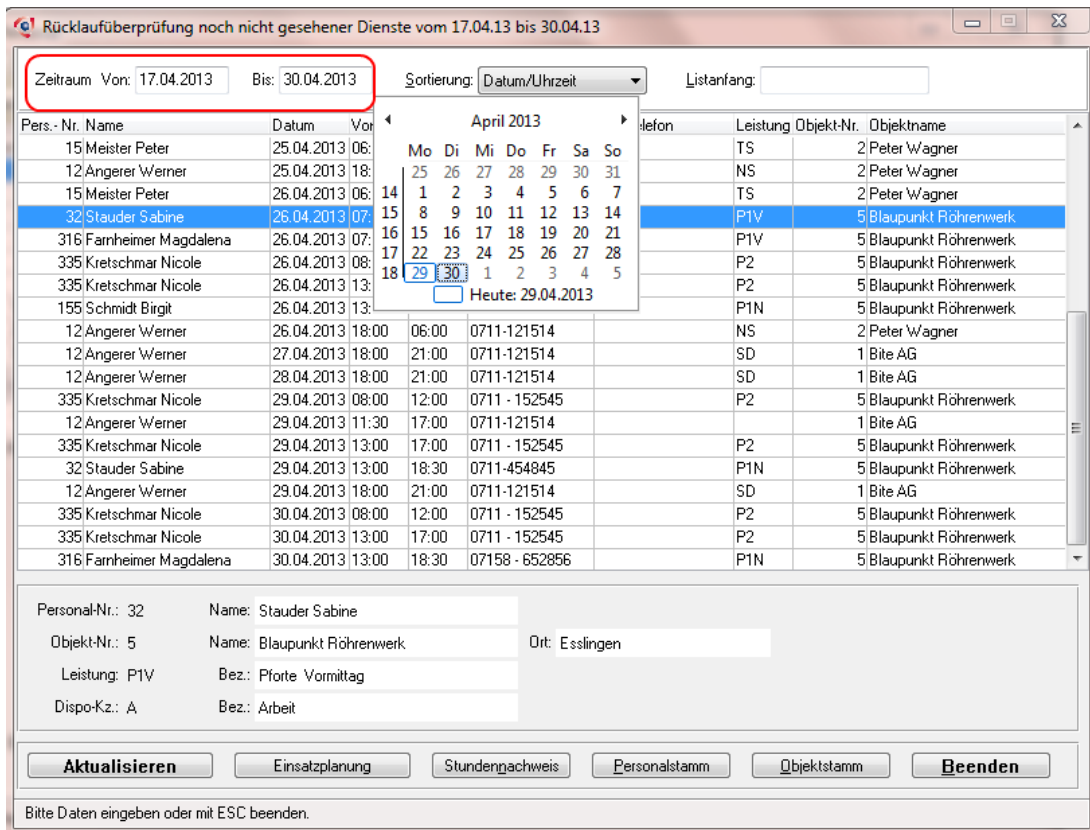 Rücklaufüberprüfung noch nicht gesehener Dienste vom 17.04.13 bis 30.04.13
Zeitraum Von: 17.04.2013 Bis: 30.04.2013 Sortierung: Datum/Uhrzeit Listanfang:
Pers.- Nr. Name Datum Leistung Objekt-Nr. Objektname
April 2013
Mo Di Mi Do Fr Sa So
25 26 27 28 29 30 31
14 1 2 3 4 5 6 7
15 8 9 10 11 12 13 14
16 15 16 17 18 19 20 21
17 22 23 24 25 26 27 28
18 29 30 1 2 3 4 5
Heute: 29.04.2013
15 Meister Peter 25.04.2013 06: TS 2 Peter Wagner
12 Angerer Werner 25.04.2013 18: NS 2 Peter Wagner
15 Meister Peter 26.04.2013 06: TS 2 Peter Wagner
32 Stauder Sabine 26.04.2013 07: P1V 5 Blaupunkt Röhrenwerk
316 Farnheimer Magdalena 26.04.2013 07: P1V 5 Blaupunkt Röhrenwerk
335 Kretschmar Nicole 26.04.2013 08: P2 5 Blaupunkt Röhrenwerk
335 Kretschmar Nicole 26.04.2013 13: P2 5 Blaupunkt Röhrenwerk
155 Schmidt Birgit 26.04.2013 13: P1N 5 Blaupunkt Röhrenwerk
12 Angerer Werner 26.04.2013 18:00 06:00 0711-121514 NS 2 Peter Wagner
12 Angerer Werner 27.04.2013 18:00 21:00 0711-121514 SD 1 Bite AG
12 Angerer Werner 28.04.2013 18:00 21:00 0711-121514 SD 1 Bite AG
335 Kretschmar Nicole 29.04.2013 08:00 12:00 0711 - 152545 P2 5 Blaupunkt Röhrenwerk
12 Angerer Werner 29.04.2013 11:30 17:00 0711-121514 1 Bite AG
335 Kretschmar Nicole 29.04.2013 13:00 17:00 0711 - 152545 P2 5 Blaupunkt Röhrenwerk
32 Stauder Sabine 29.04.2013 13:00 18:30 0711-454845 P1N 5 Blaupunkt Röhrenwerk
12 Angerer Werner 29.04.2013 18:00 21:00 0711-121514 SD 1 Bite AG
335 Kretschmar Nicole 30.04.2013 08:00 12:00 0711 - 152545 P2 5 Blaupunkt Röhrenwerk
335 Kretschmar Nicole 30.04.2013 13:00 17:00 0711 - 152545 P2 5 Blaupunkt Röhrenwerk
316 Farnheimer Magdalena 30.04.2013 13:00 18:30 07158 - 652856 P1N 5 Blaupunkt Röhrenwerk
Personal-Nr.: 32 Name: Stauder Sabine
Objekt-Nr.: 5 Name: Blaupunkt Röhrenwerk Ort: Esslingen
Leistung: P1V Bez.: Pforte Vormittag
Dispo-Kz.: A Bez.: Arbeit
Aktualisieren Einsatzplanung Stundennachweis Personalstamm Objektstamm Beenden
Bitte Daten eingeben oder mit ESC beenden.